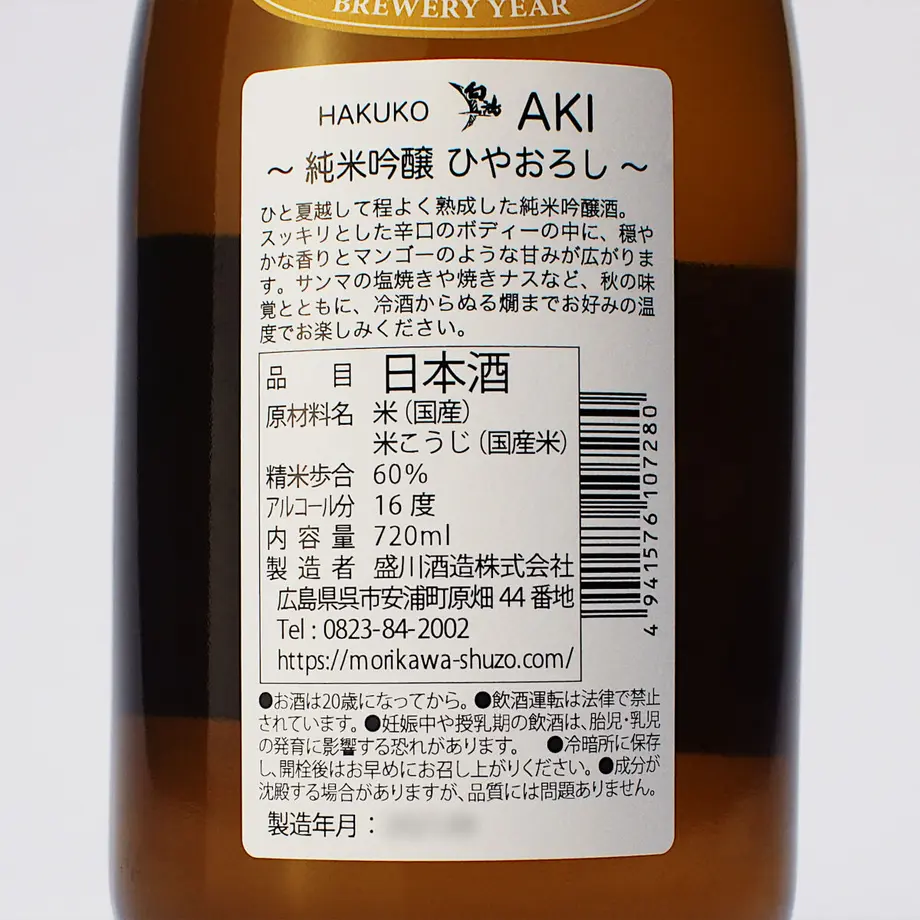 BREWERY YEAR
HAKUKO 白鴻 AKI
～ 純米吟醸 ひやおろし ～
ひと夏越して程よく熟成した純米吟醸酒。
スッキリとした辛口のボディーの中に、穏や
かな香りとマンゴーのような甘みが広がりま
す。サンマの塩焼きや焼きナスなど、秋の味
覚とともに、冷酒からぬる燗までお好みの温
度でお楽しみください。
品 目 日本酒
原材料名 米（国産）
米こうじ（国産米）
精米歩合 60%
アルコール分 16 度
内容量 720ml
製造者 盛川酒造株式会社
広島県呉市安浦町原畑 44 番地
Tel : 0823-84-2002
https://morikawa-shuzo.com/
4 941576 107280
●お酒は20歳になってから。●飲酒運転は法律で禁止
されています。●妊娠中や授乳期の飲酒は、胎児・乳児
の発育に影響する恐れがあります。 ●冷暗所に保存
し、開栓後はお早めにお召し上がりください。●成分が
沈殿する場合がありますが、品質には問題ありません。
製造年月：